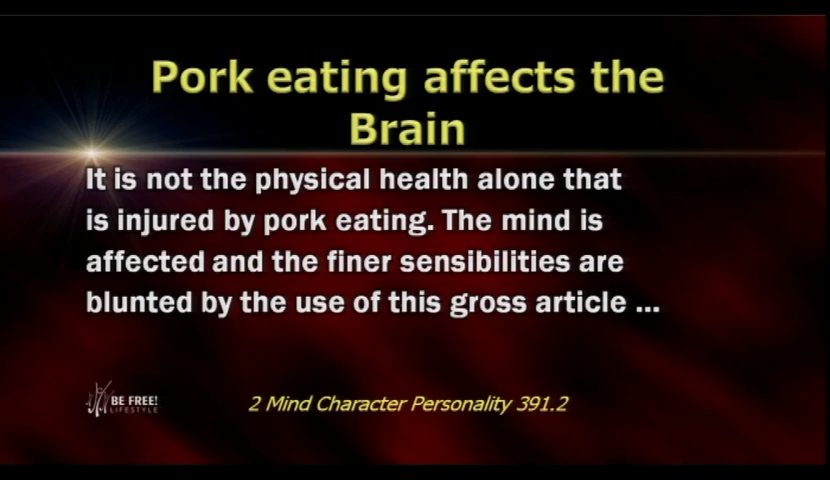 Pork eating affects the
Brain
It is not the physical health alone that
is injured by pork eating. The mind is
affected and the finer sensibilities are
blunted by the use of this gross article ...
BE FREE!
LIFESTYLE
2 Mind Character Personality 391.2